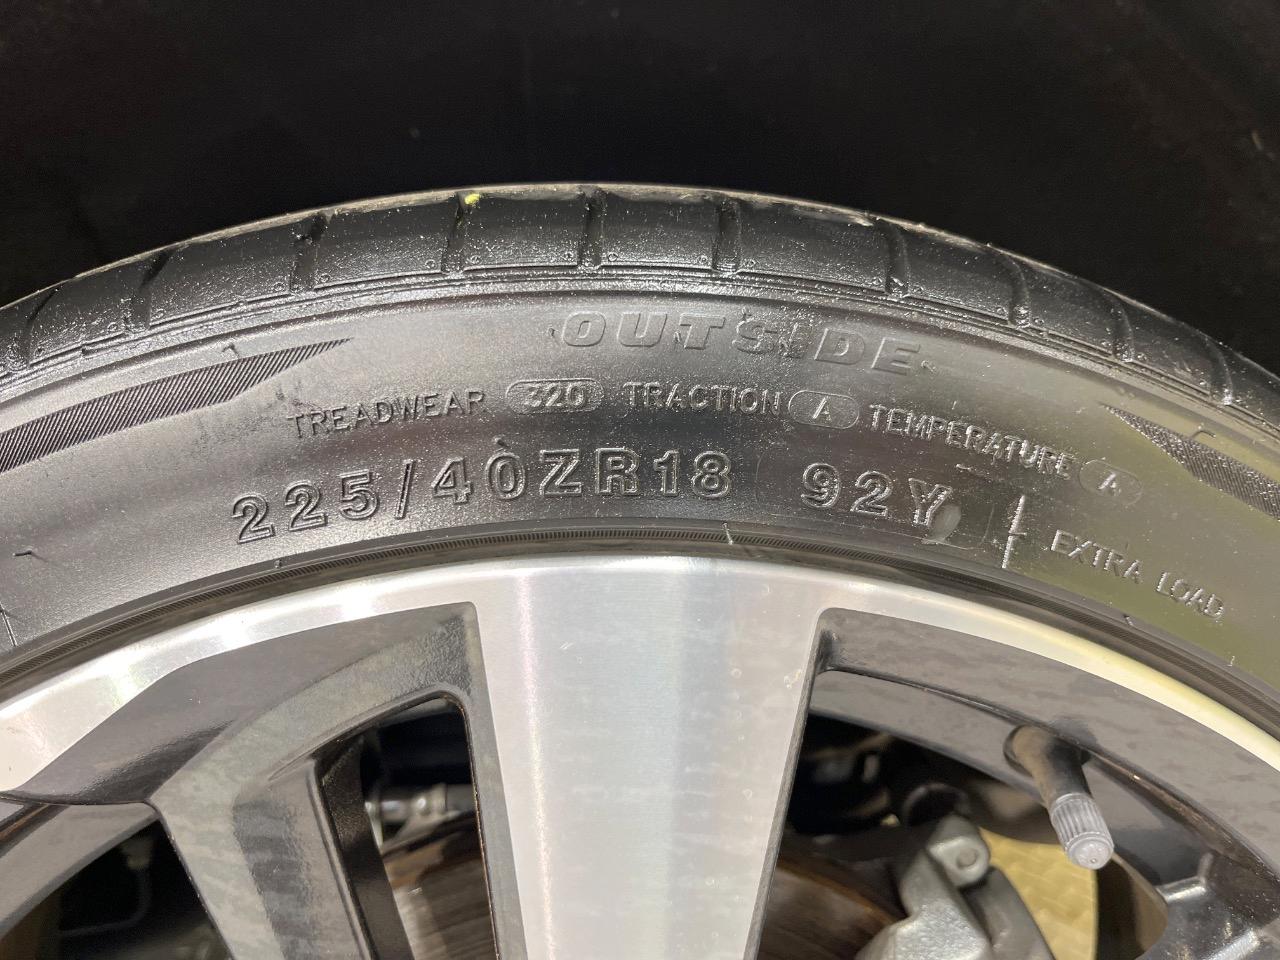 OUTSIDE
TREADWEAR 320 TRACTION A TEMPERATURE A
225/40ZR18 92Y EXTRA LOAD